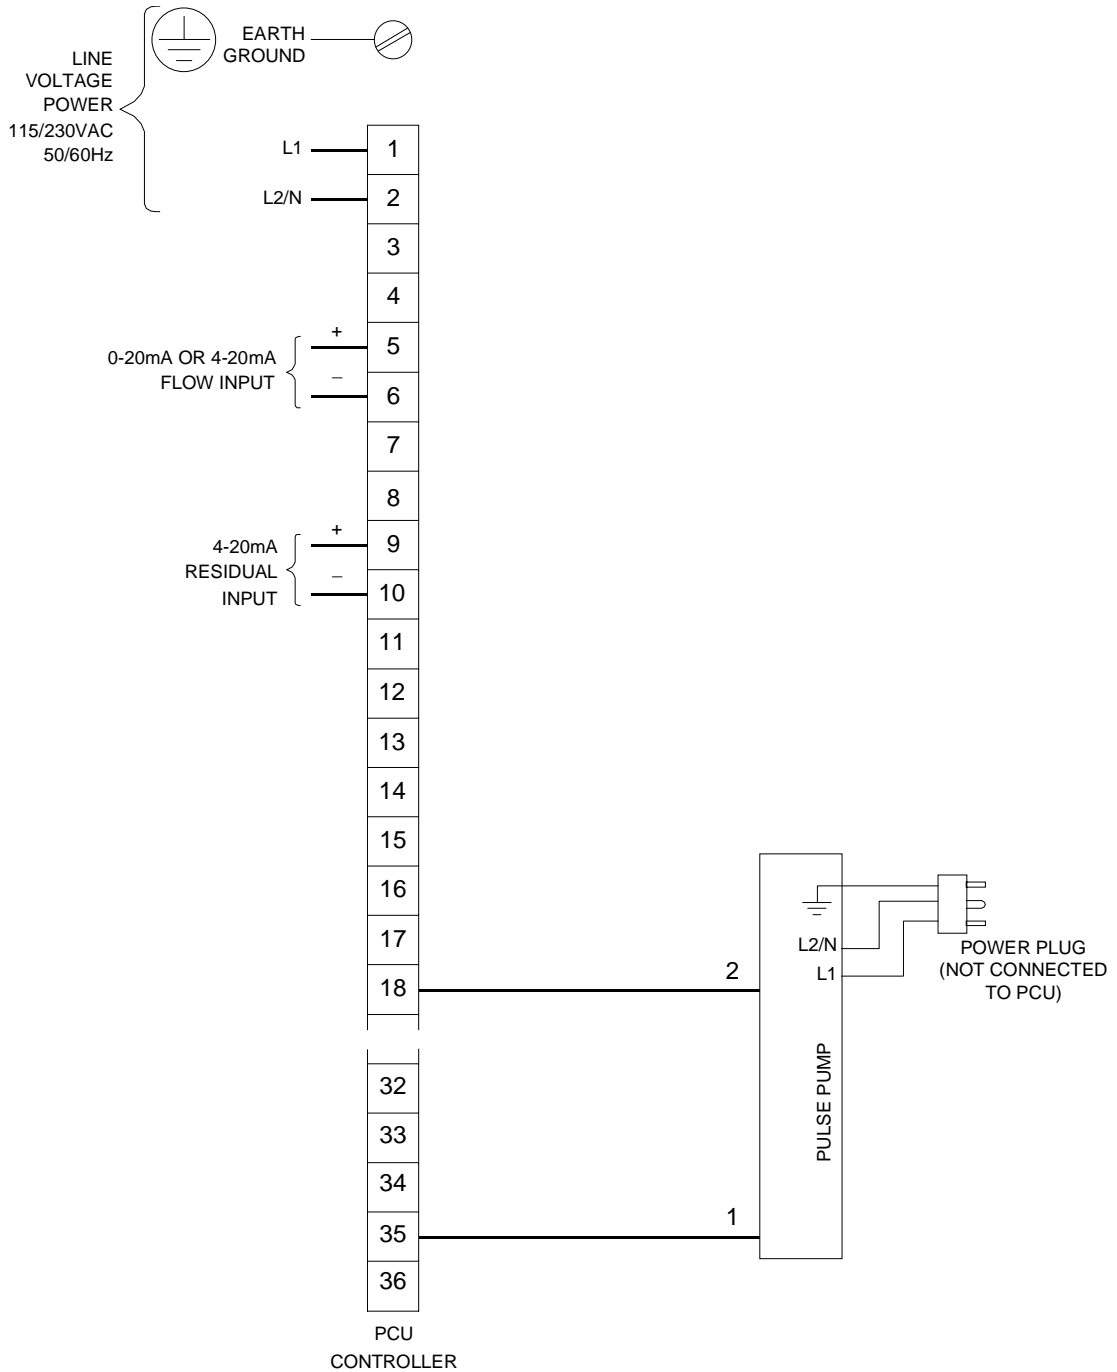 EARTH
GROUND
LINE
VOLTAGE
POWER
115/230VAC
50/60Hz
L1
1
L2/N
2
3
4
0-20mA OR 4-20mA
FLOW INPUT
+
5
–
6
7
8
4-20mA
RESIDUAL
INPUT
+
9
–
10
11
12
13
14
15
16
17
18
2
L2/N
L1
POWER PLUG
(NOT CONNECTED
TO PCU)
PULSE PUMP
32
33
34
35
1
36
PCU
CONTROLLER